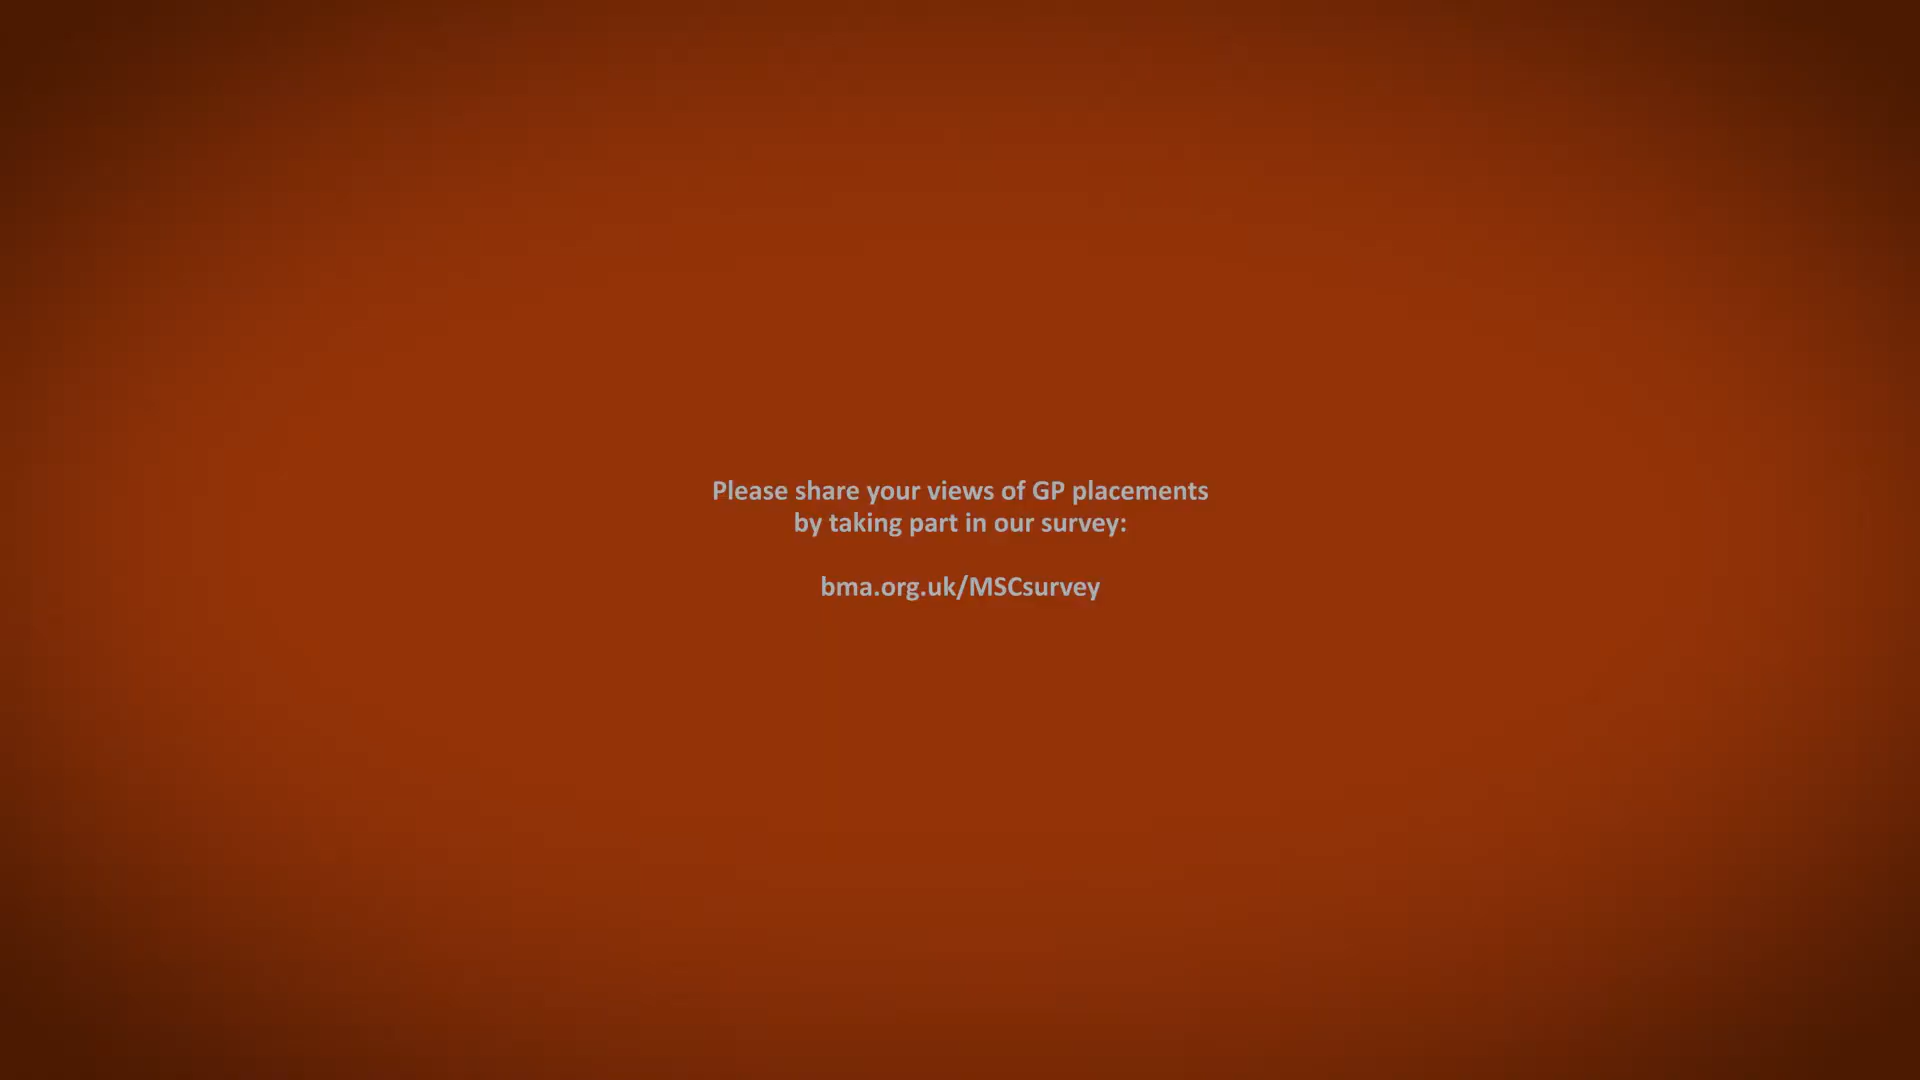 Please share your views of GP placements
by taking part in our survey:
bma.org.uk/MSCsurvey